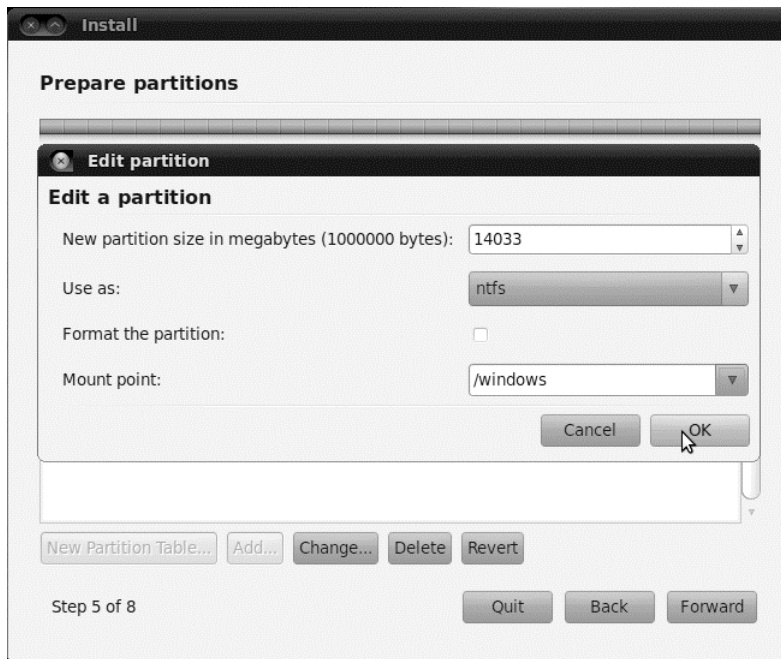 Install
Prepare partitions
Edit partition
Edit a partition
New partition size in megabytes (1000000 bytes): 14033
Use as: ntfs
Format the partition:
Mount point: /windows
Cancel OK
New Partition Table... Add... Change... Delete Revert
Step 5 of 8 Quit Back Forward